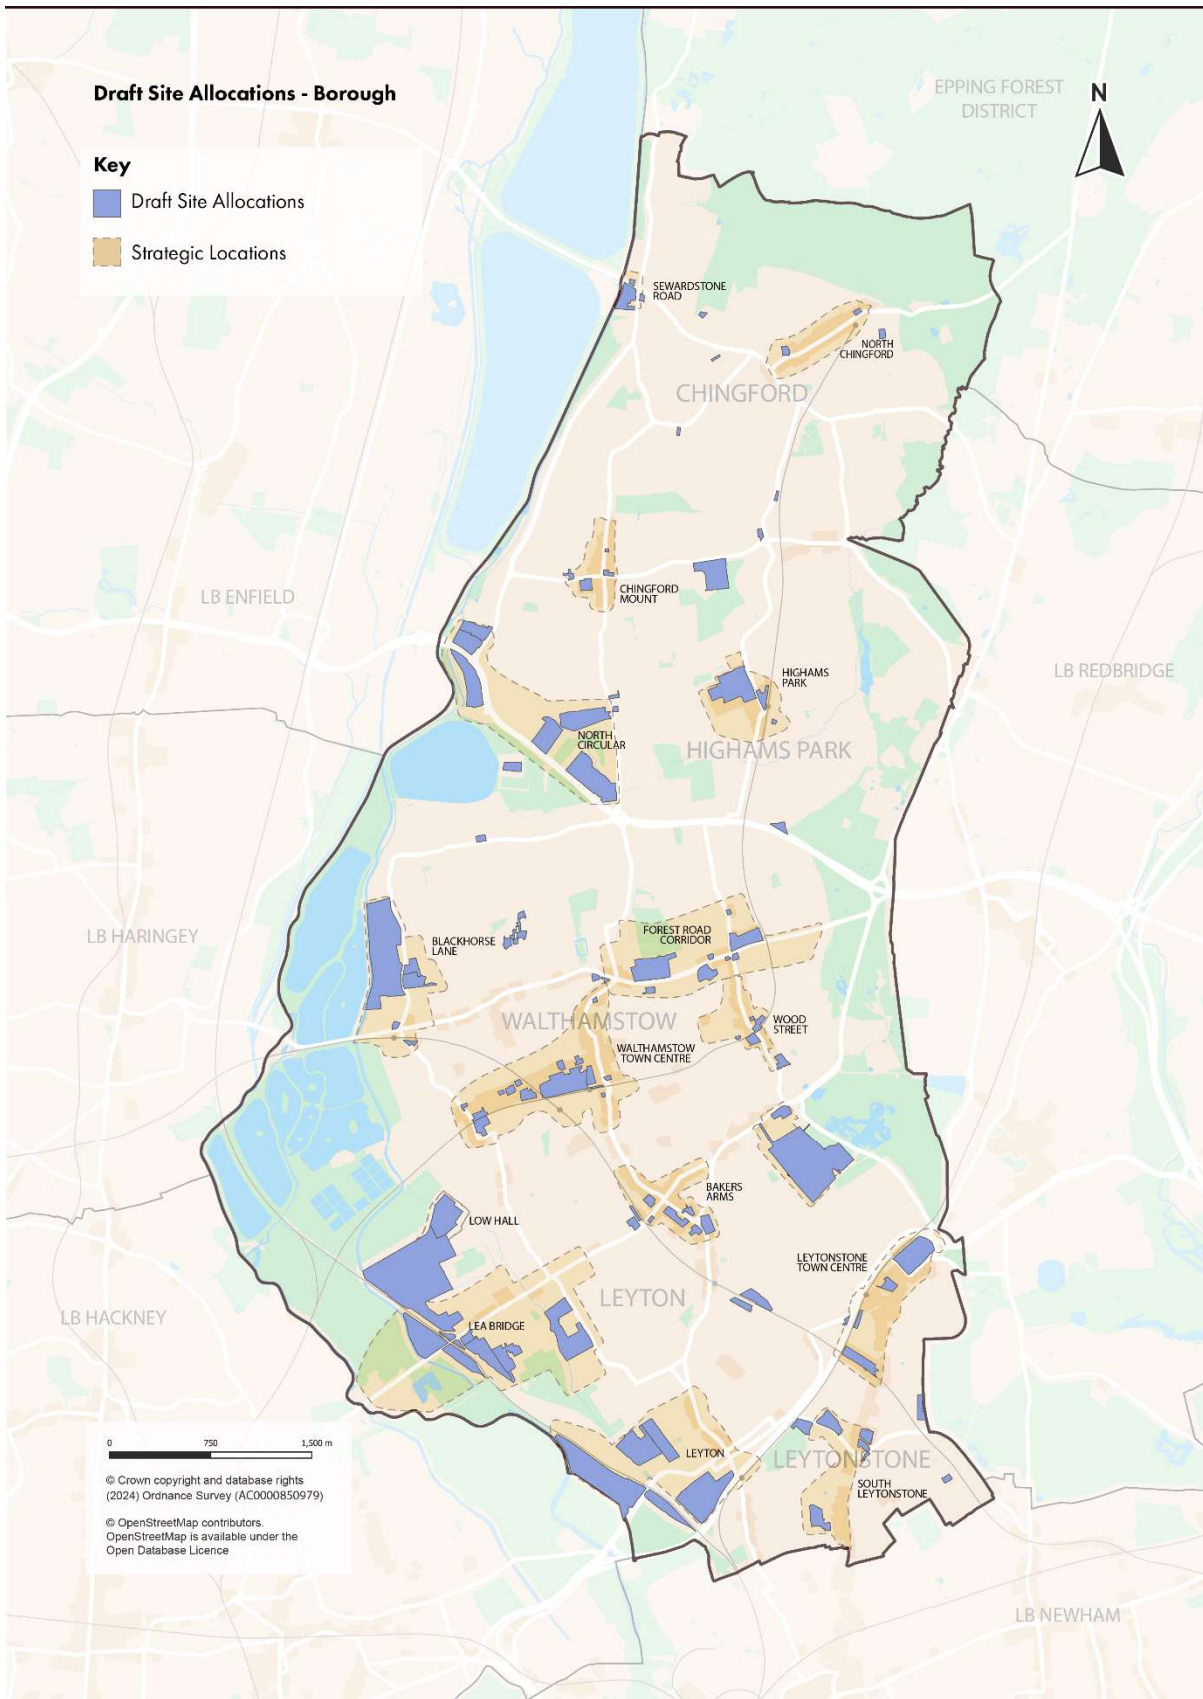 Draft Site Allocations - Borough
Key
Draft Site Allocations
Strategic Locations
EPPING FOREST
DISTRICT
N
SEWARDSTONE
ROAD
NORTH
CHINGFORD
CHINGFORD
LB ENFIELD
CHINGFORD
MOUNT
HIGHAMS
PARK
LB REDBRIDGE
NORTH
CIRCULAR
HIGHAMS PARK
LB HARINGEY
BLACKHORSE
LANE
FOREST ROAD
CORRIDOR
WALTHAMSTOW
WOOD
STREET
WALTHAMSTOW
TOWN CENTRE
BAKERS
ARMS
LOW HALL
LEYTONSTONE
TOWN CENTRE
LEYTON
LB HACKNEY
LEA BRIDGE
LEYTON
LEYTONSTONE
SOUTH
LEYTONSTONE
LB NEWHAM
0 750 1,500 m
© Crown copyright and database rights
(2024) Ordnance Survey (AC0000850979)
© OpenStreetMap contributors.
OpenStreetMap is available under the
Open Database Licence